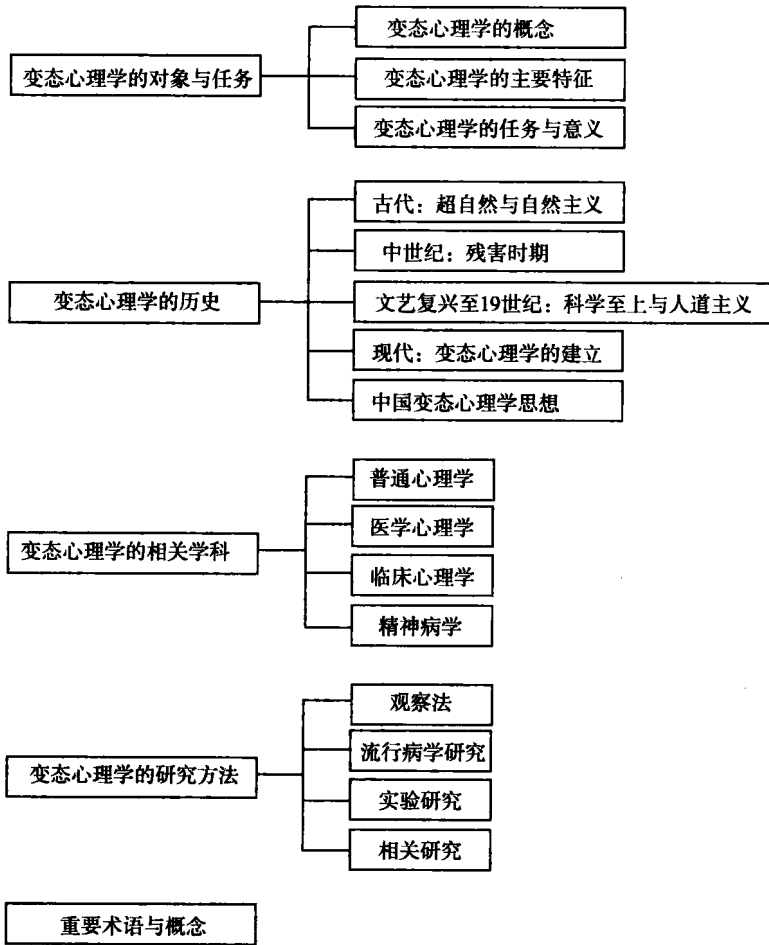 变态心理学的对象与任务
变态心理学的概念
变态心理学的主要特征
变态心理学的任务与意义
变态心理学的历史
古代：超自然与自然主义
中世纪：残害时期
文艺复兴至19世纪：科学至上与人道主义
现代：变态心理学的建立
中国变态心理学思想
变态心理学的相关学科
普通心理学
医学心理学
临床心理学
精神病学
变态心理学的研究方法
观察法
流行病学研究
实验研究
相关研究
重要术语与概念